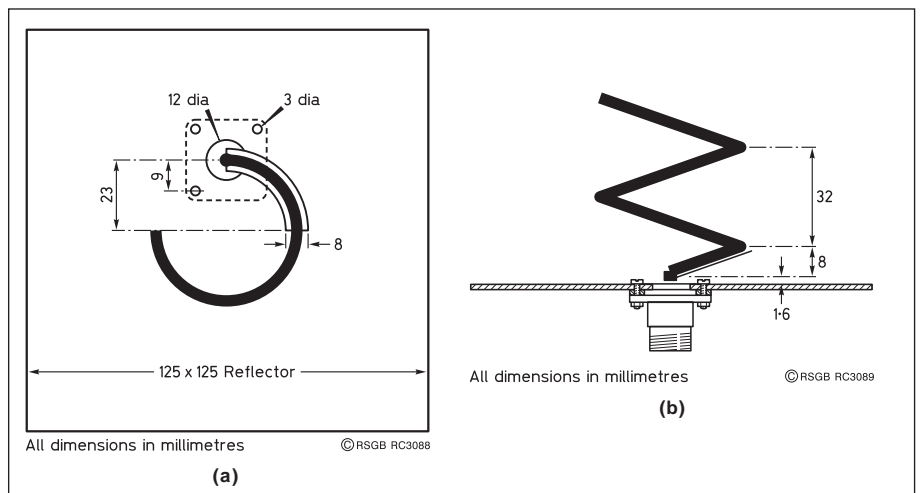 12 dia
3 dia
23
9
8
125 x 125 Reflector
All dimensions in millimetres
© RSGB RC3088
(a)
32
8
1·6
All dimensions in millimetres
© RSGB RC3089
(b)